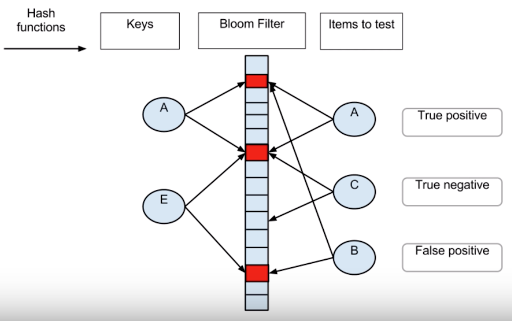 Hash
functions
Keys
Bloom Filter
Items to test
A
A
True positive
E
C
True negative
B
False positive